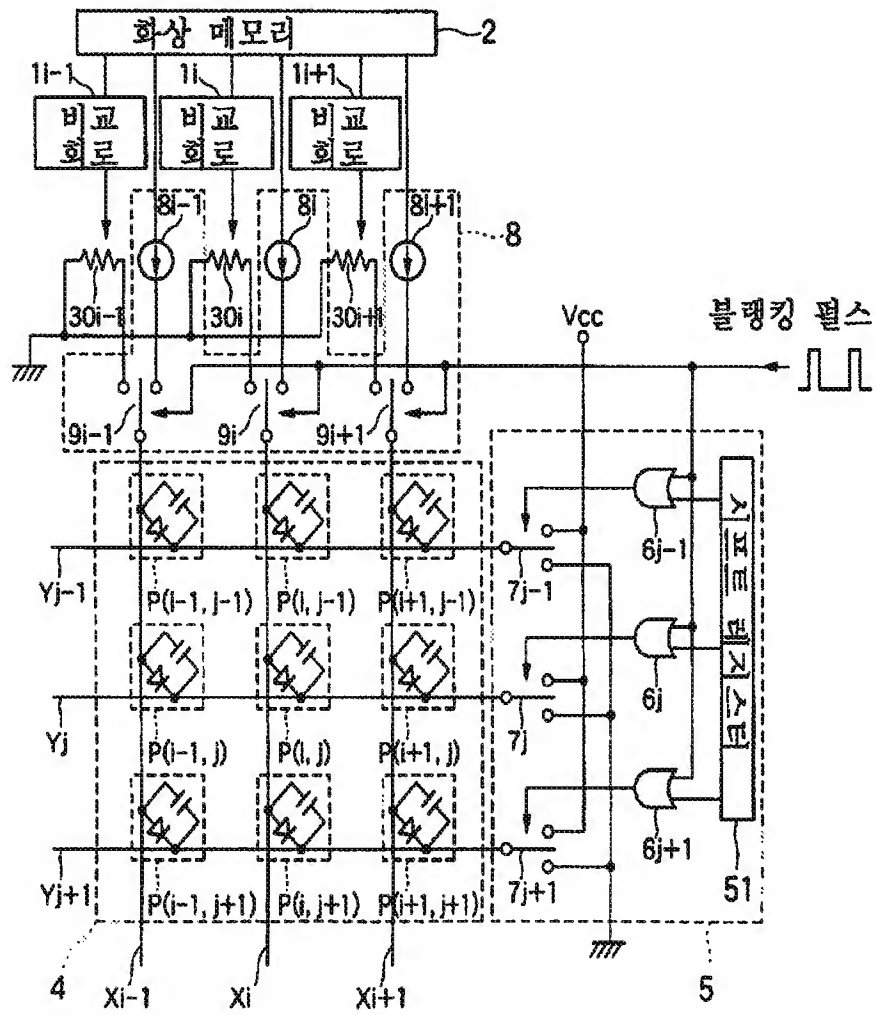 화상 메모리
2
1i-1
1i
1i+1
비교
회로
비교
회로
비교
회로
8i-1
8i
8i+1
8
30i-1
30i
30i+1
Vcc
블랭킹 펄스
9i-1
9i
9i+1
6j-1
Yj-1
P(i-1, j-1)
P(i, j-1)
P(i+1, j-1)
7j-1
6j
Yj
P(i-1, j)
P(i, j)
P(i+1, j)
7j
시프트 레지스터
6j+1
Yj+1
P(i-1, j+1)
P(i, j+1)
P(i+1, j+1)
7j+1
51
4
Xi-1
Xi
Xi+1
5